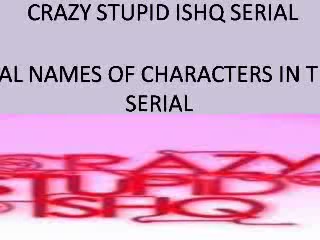 CRAZY STUPID ISHQ SERIAL
AL NAMES OF CHARACTERS IN T
SERIAL
CRAZY
STUPID
ISHQ